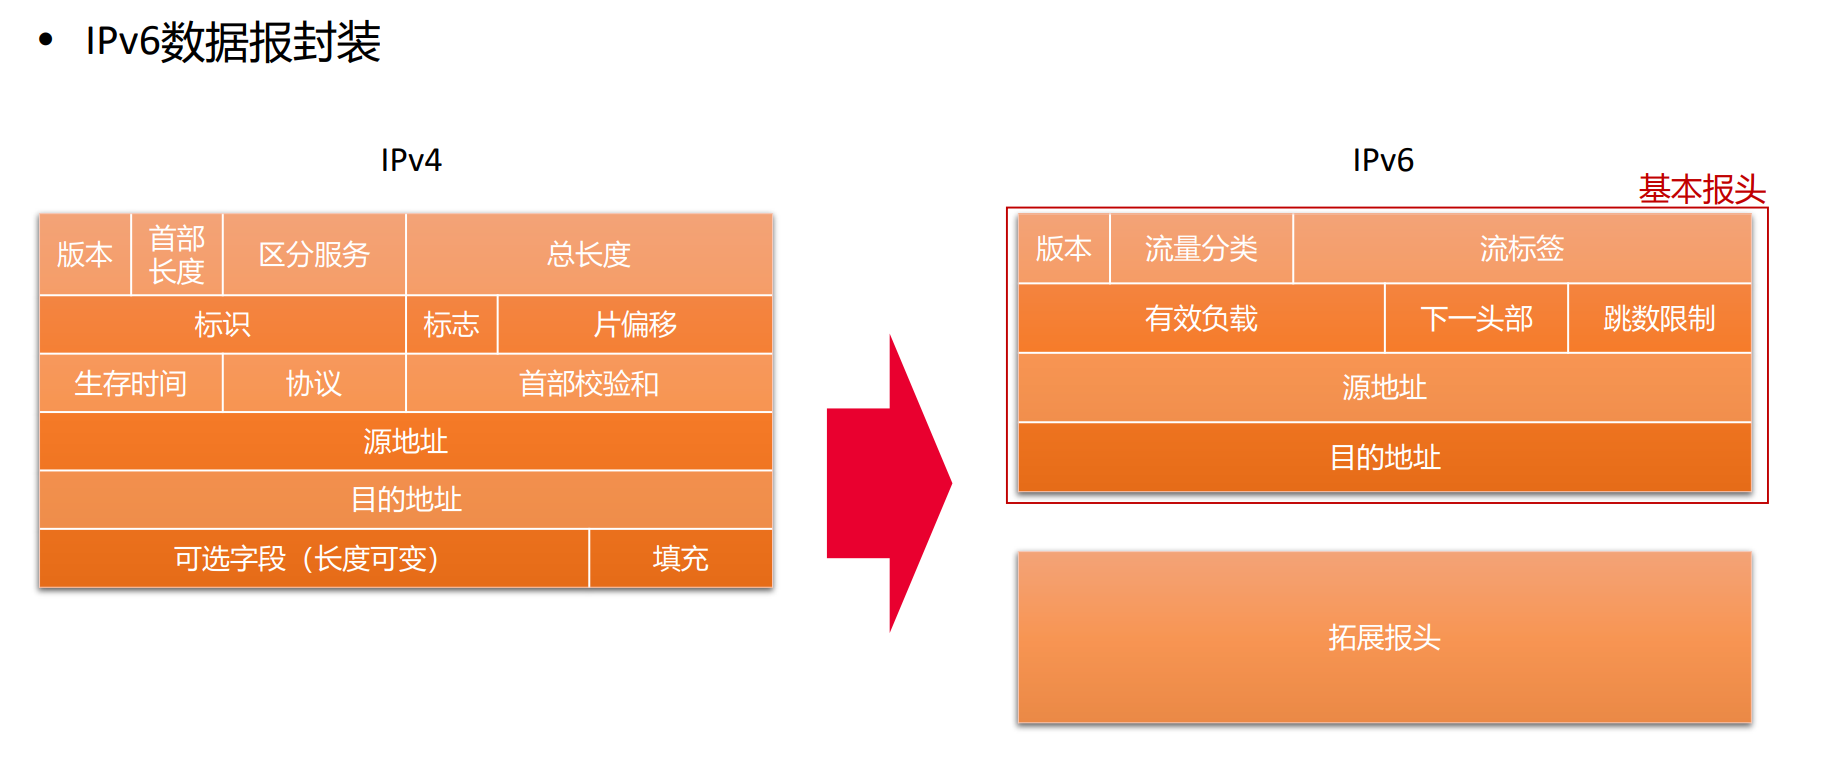 • IPv6数据报封装
IPv4
版本
首部
长度
区分服务
总长度
标识
标志
片偏移
生存时间
协议
首部校验和
源地址
目的地址
可选字段（长度可变）
填充
IPv6
基本报头
版本
流量分类
流标签
有效负载
下一头部
跳数限制
源地址
目的地址
拓展报头